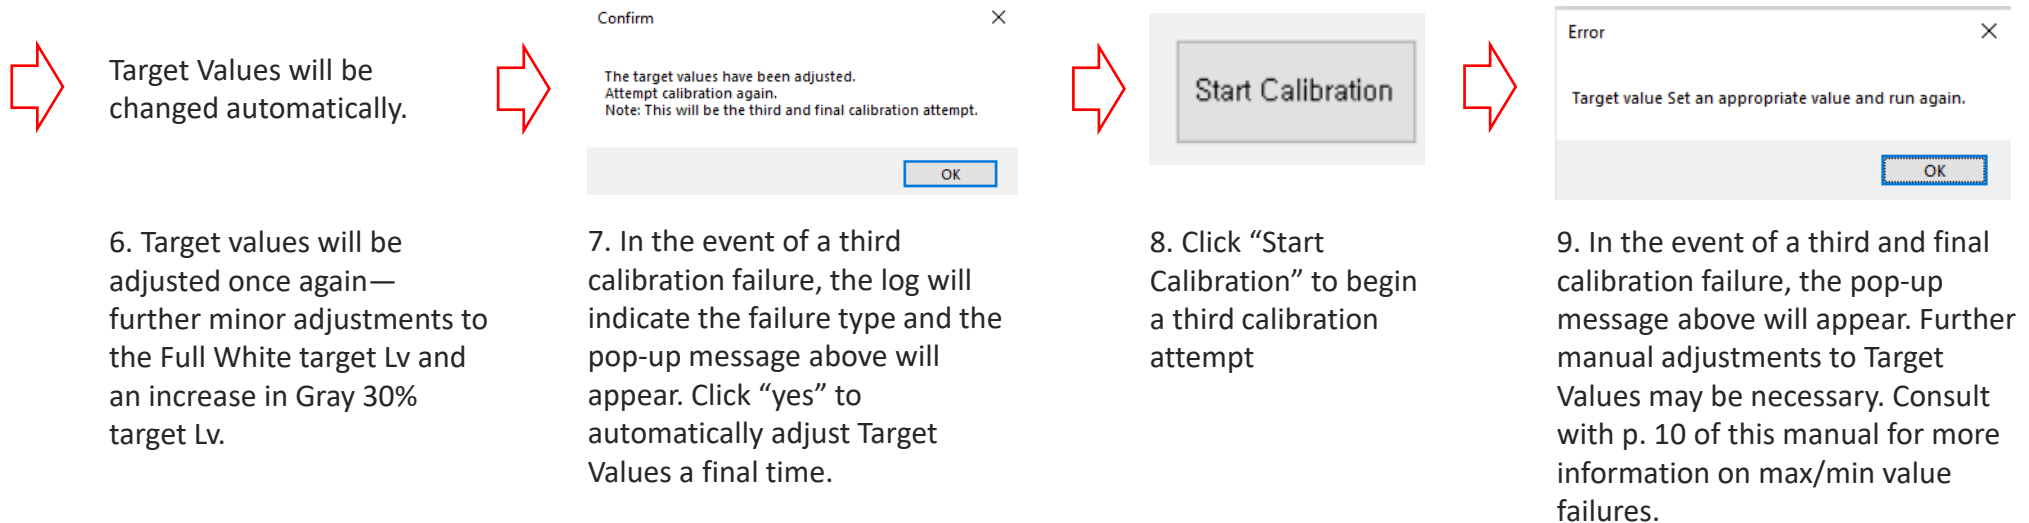 Target Values will be
changed automatically.
6. Target values will be
adjusted once again—
further minor adjustments to
the Full White target Lv and
an increase in Gray 30%
target Lv.
Confirm
The target values have been adjusted.
Attempt calibration again.
Note: This will be the third and final calibration attempt.
OK
7. In the event of a third
calibration failure, the log will
indicate the failure type and the
pop-up message above will
appear. Click “yes” to
automatically adjust Target
Values a final time.
Start Calibration
8. Click “Start
Calibration” to begin
a third calibration
attempt
Error
Target value Set an appropriate value and run again.
OK
9. In the event of a third and final
calibration failure, the pop-up
message above will appear. Further
manual adjustments to Target
Values may be necessary. Consult
with p. 10 of this manual for more
information on max/min value
failures.